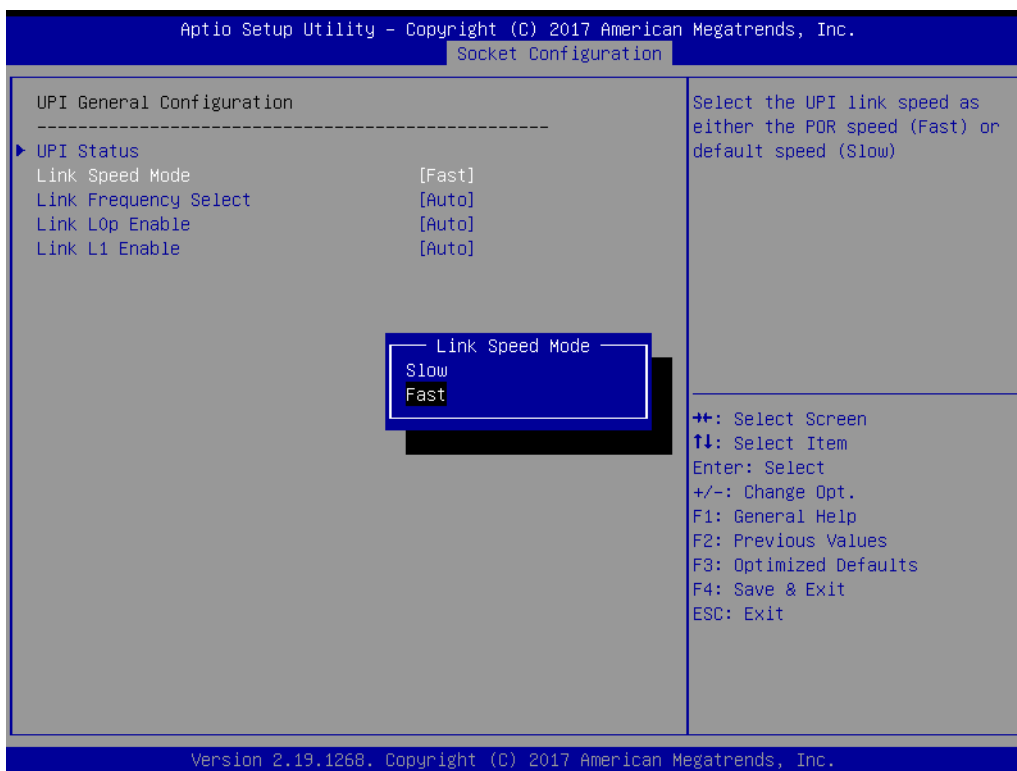 Aptio Setup Utility – Copyright (C) 2017 American Megatrends, Inc.
Socket Configuration
UPI General Configuration
--------------------------------------------------
UPI Status
Link Speed Mode [Fast]
Link Frequency Select [Auto]
Link L0p Enable [Auto]
Link L1 Enable [Auto]
Link Speed Mode
Slow
Fast
Select the UPI link speed as
either the POR speed (Fast) or
default speed (Slow)
→←: Select Screen
↑↓: Select Item
Enter: Select
+/-: Change Opt.
F1: General Help
F2: Previous Values
F3: Optimized Defaults
F4: Save & Exit
ESC: Exit
Version 2.19.1268. Copyright (C) 2017 American Megatrends, Inc.